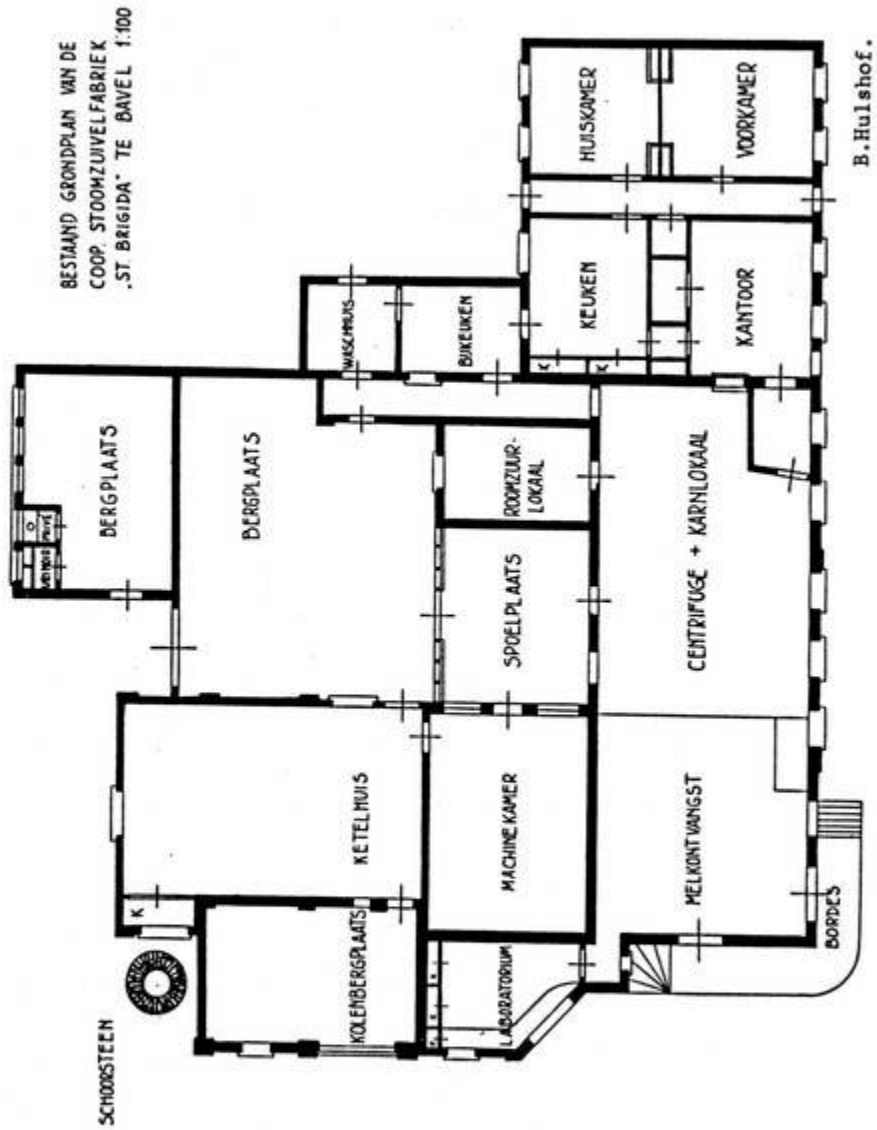 BESTAAND GRONDPLAN VAN DE
COOP. STOOMZUIVELFABRIEK
„ST. BRIGIDA" TE BAVEL 1:100
SCHOORSTEEN
K
KOLENBERGPLAATS
KETELHUIS
BERGPLAATS
PRIVÉ
BERGPLAATS
WASCHHUIS
BIJKEUKEN
LABORATORIUM
MACHINEKAMER
SPOELPLAATS
ROOMZUUR-
LOKAAL
K
K
KEUKEN
HUISKAMER
MELKONTVANGST
CENTRIFUGE + KARNLOKAAL
KANTOOR
VOORKAMER
BORDES
B.Hulshof.